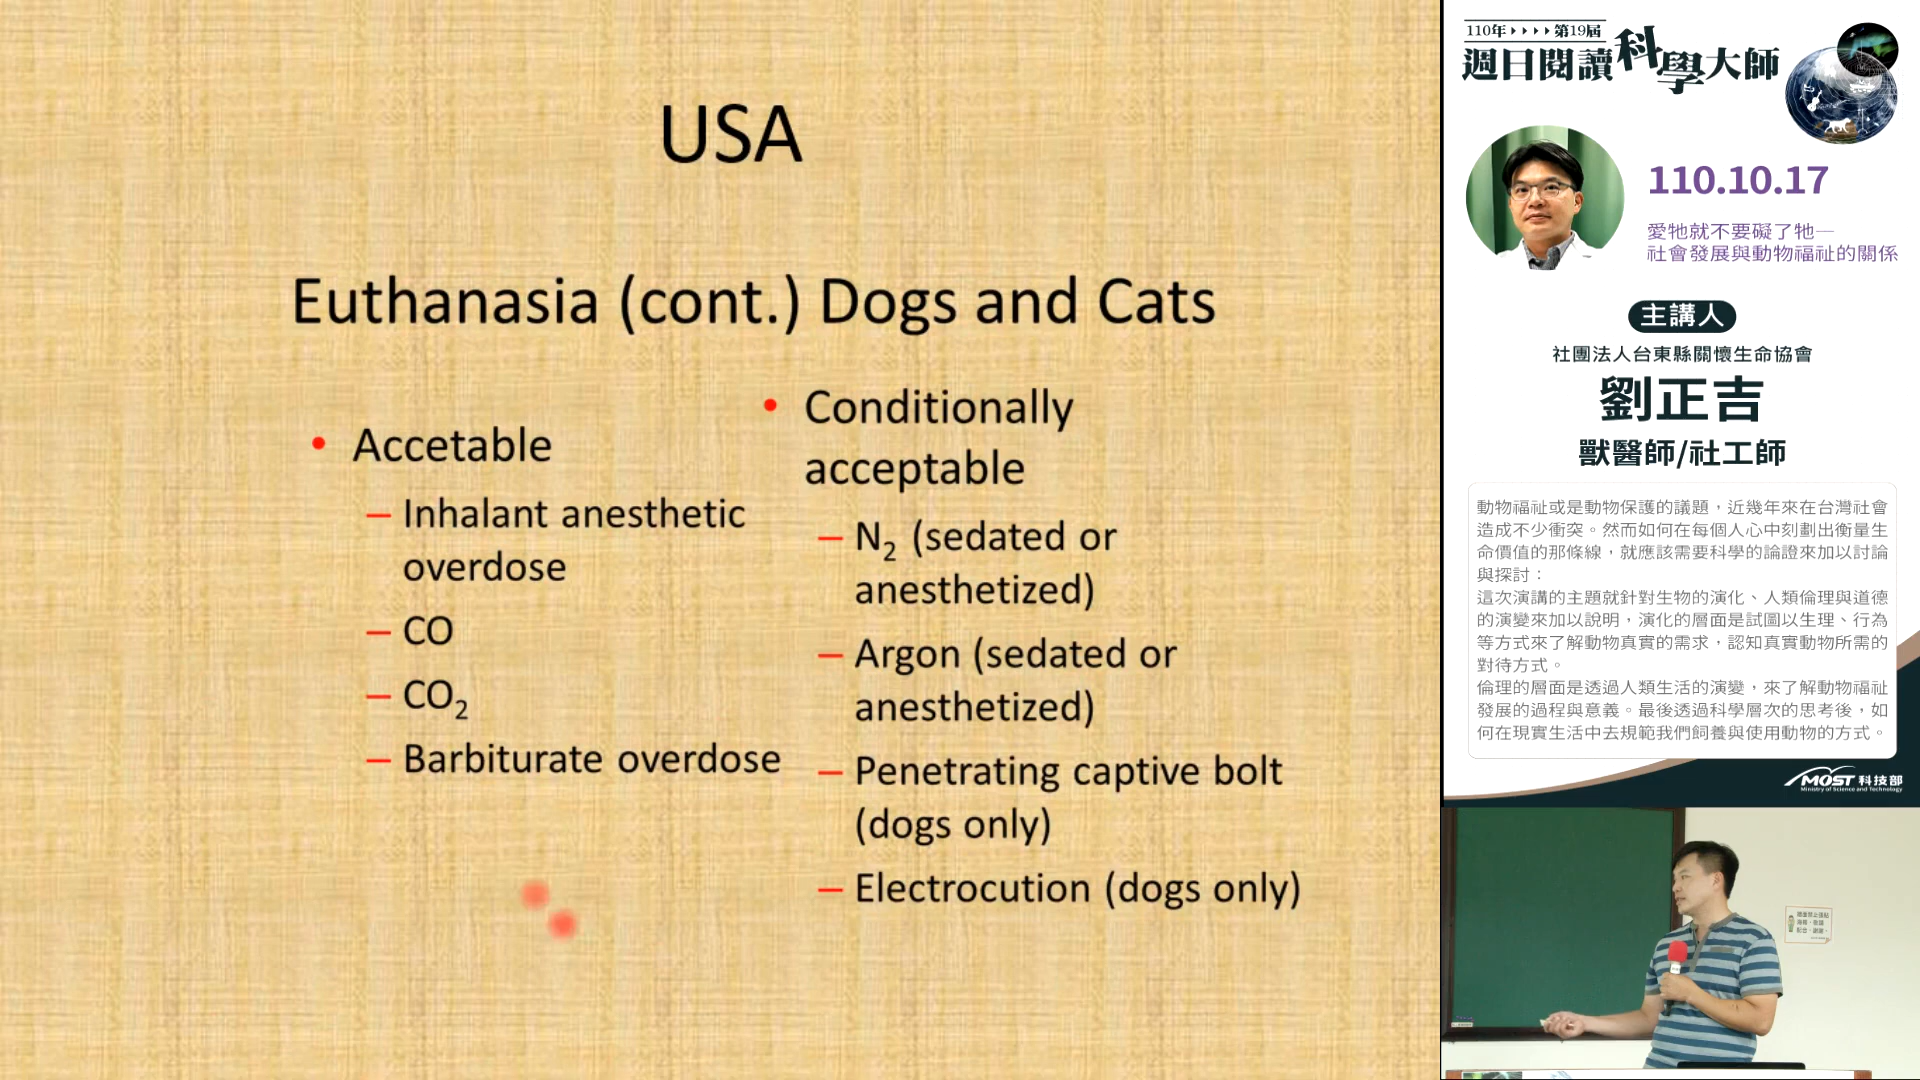 USA
Euthanasia (cont.) Dogs and Cats
• Accetable
– Inhalant anesthetic
overdose
– CO
– CO₂
– Barbiturate overdose
• Conditionally
acceptable
– N₂ (sedated or
anesthetized)
– Argon (sedated or
anesthetized)
– Penetrating captive bolt
(dogs only)
– Electrocution (dogs only)
110年 第19屆
週日閱讀科學大師
110.10.17
愛牠就不要礙了牠—
社會發展與動物福祉的關係
主講人
社團法人台東縣關懷生命協會
劉正吉
獸醫師/社工師
動物福祉或是動物保護的議題，近幾年來在台灣社會
造成不少衝突。然而如何在每個人心中刻劃出衡量生
命價值的那條線，就應該需要科學的論證來加以討論
與探討：
這次演講的主題就針對生物的演化、人類倫理與道德
的演變來加以說明，演化的層面是試圖以生理、行為
等方式來了解動物真實的需求，認知真實動物所需的
對待方式。
倫理的層面是透過人類生活的演變，來了解動物福祉
發展的過程與意義。最後透過科學層次的思考後，如
何在現實生活中去規範我們飼養與使用動物的方式。
MOST 科技部
Ministry of Science and Technology